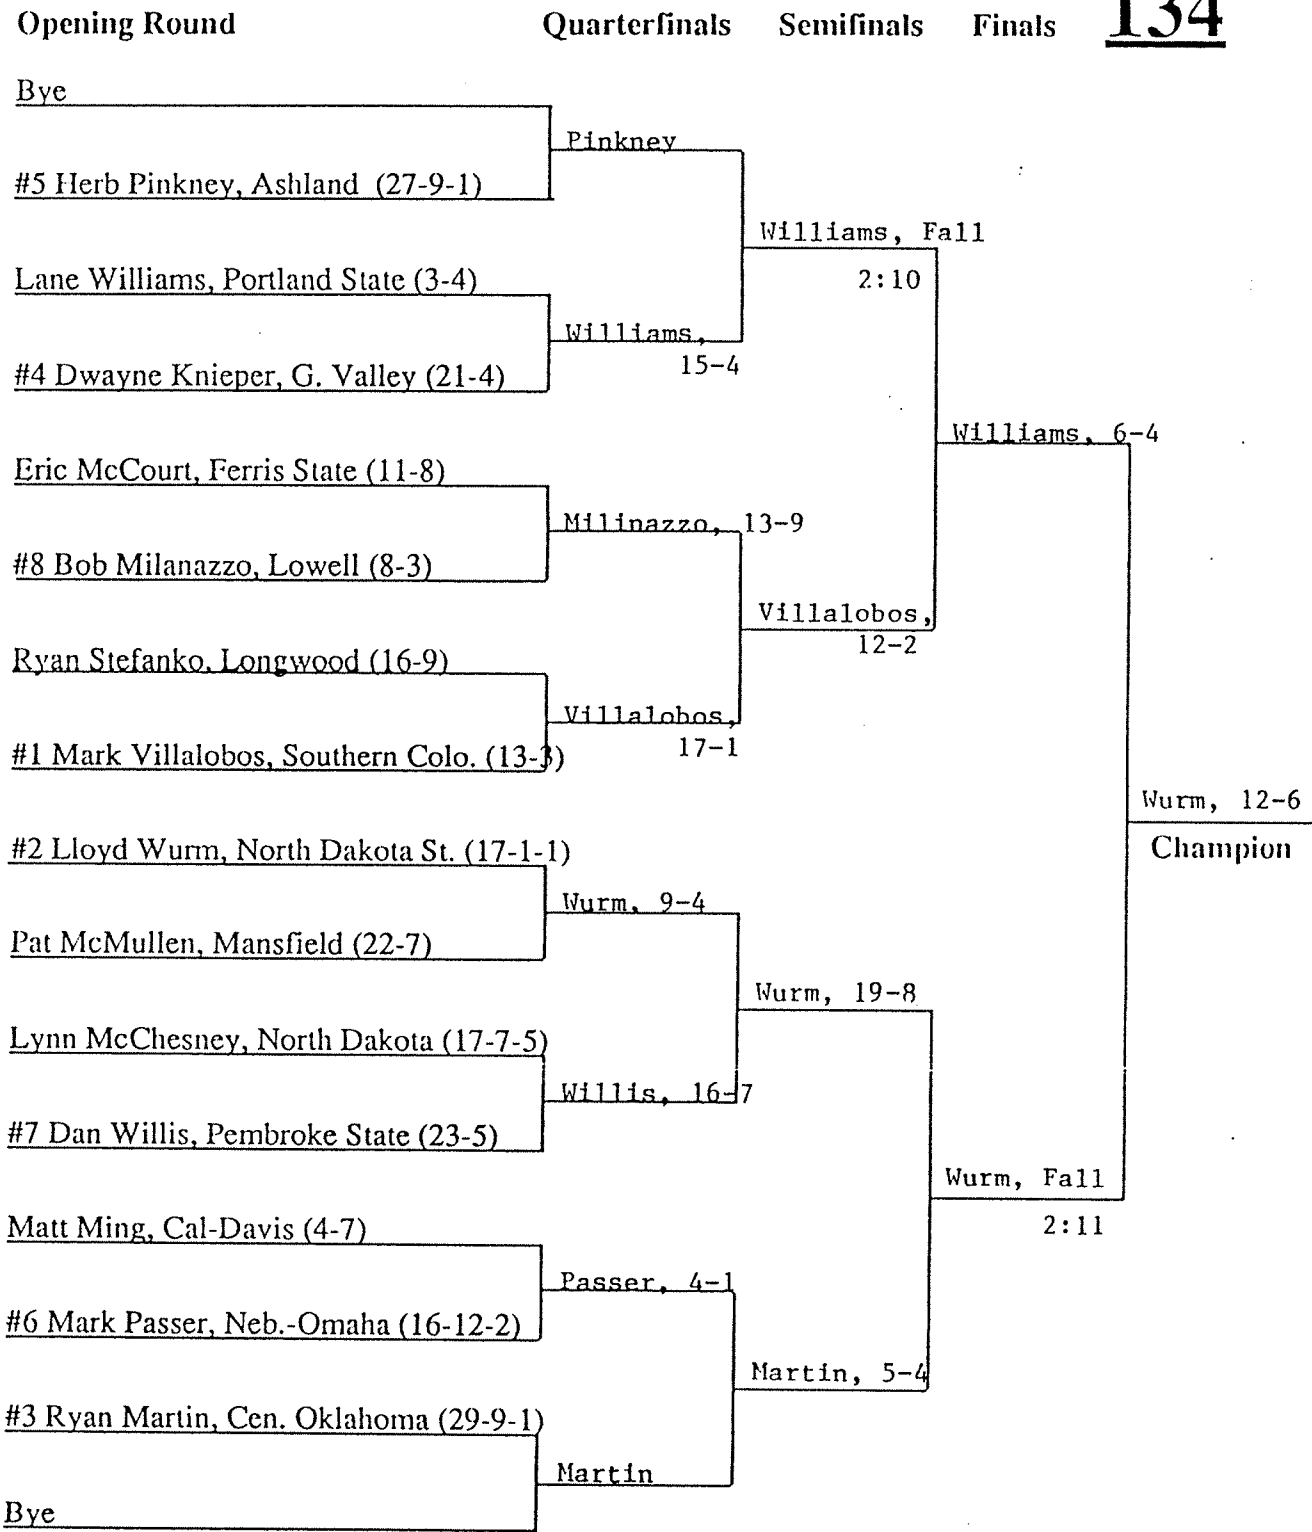 Opening Round Quarterfinals Semifinals Finals 134
Bye
Pinkney
#5 Herb Pinkney, Ashland (27-9-1)
Williams, Fall
2:10
Lane Williams, Portland State (3-4)
Williams,
15-4
#4 Dwayne Knieper, G. Valley (21-4)
Williams, 6-4
Eric McCourt, Ferris State (11-8)
Milinazzo, 13-9
#8 Bob Milanazzo, Lowell (8-3)
Villalobos,
12-2
Ryan Stefanko, Longwood (16-9)
Villalobos,
17-1
#1 Mark Villalobos, Southern Colo. (13-3)
Wurm, 12-6
Champion
#2 Lloyd Wurm, North Dakota St. (17-1-1)
Wurm, 9-4
Pat McMullen, Mansfield (22-7)
Wurm, 19-8
Lynn McChesney, North Dakota (17-7-5)
Willis, 16-7
#7 Dan Willis, Pembroke State (23-5)
Wurm, Fall
2:11
Matt Ming, Cal-Davis (4-7)
Passer, 4-1
#6 Mark Passer, Neb.-Omaha (16-12-2)
Martin, 5-4
#3 Ryan Martin, Cen. Oklahoma (29-9-1)
Martin
Bye